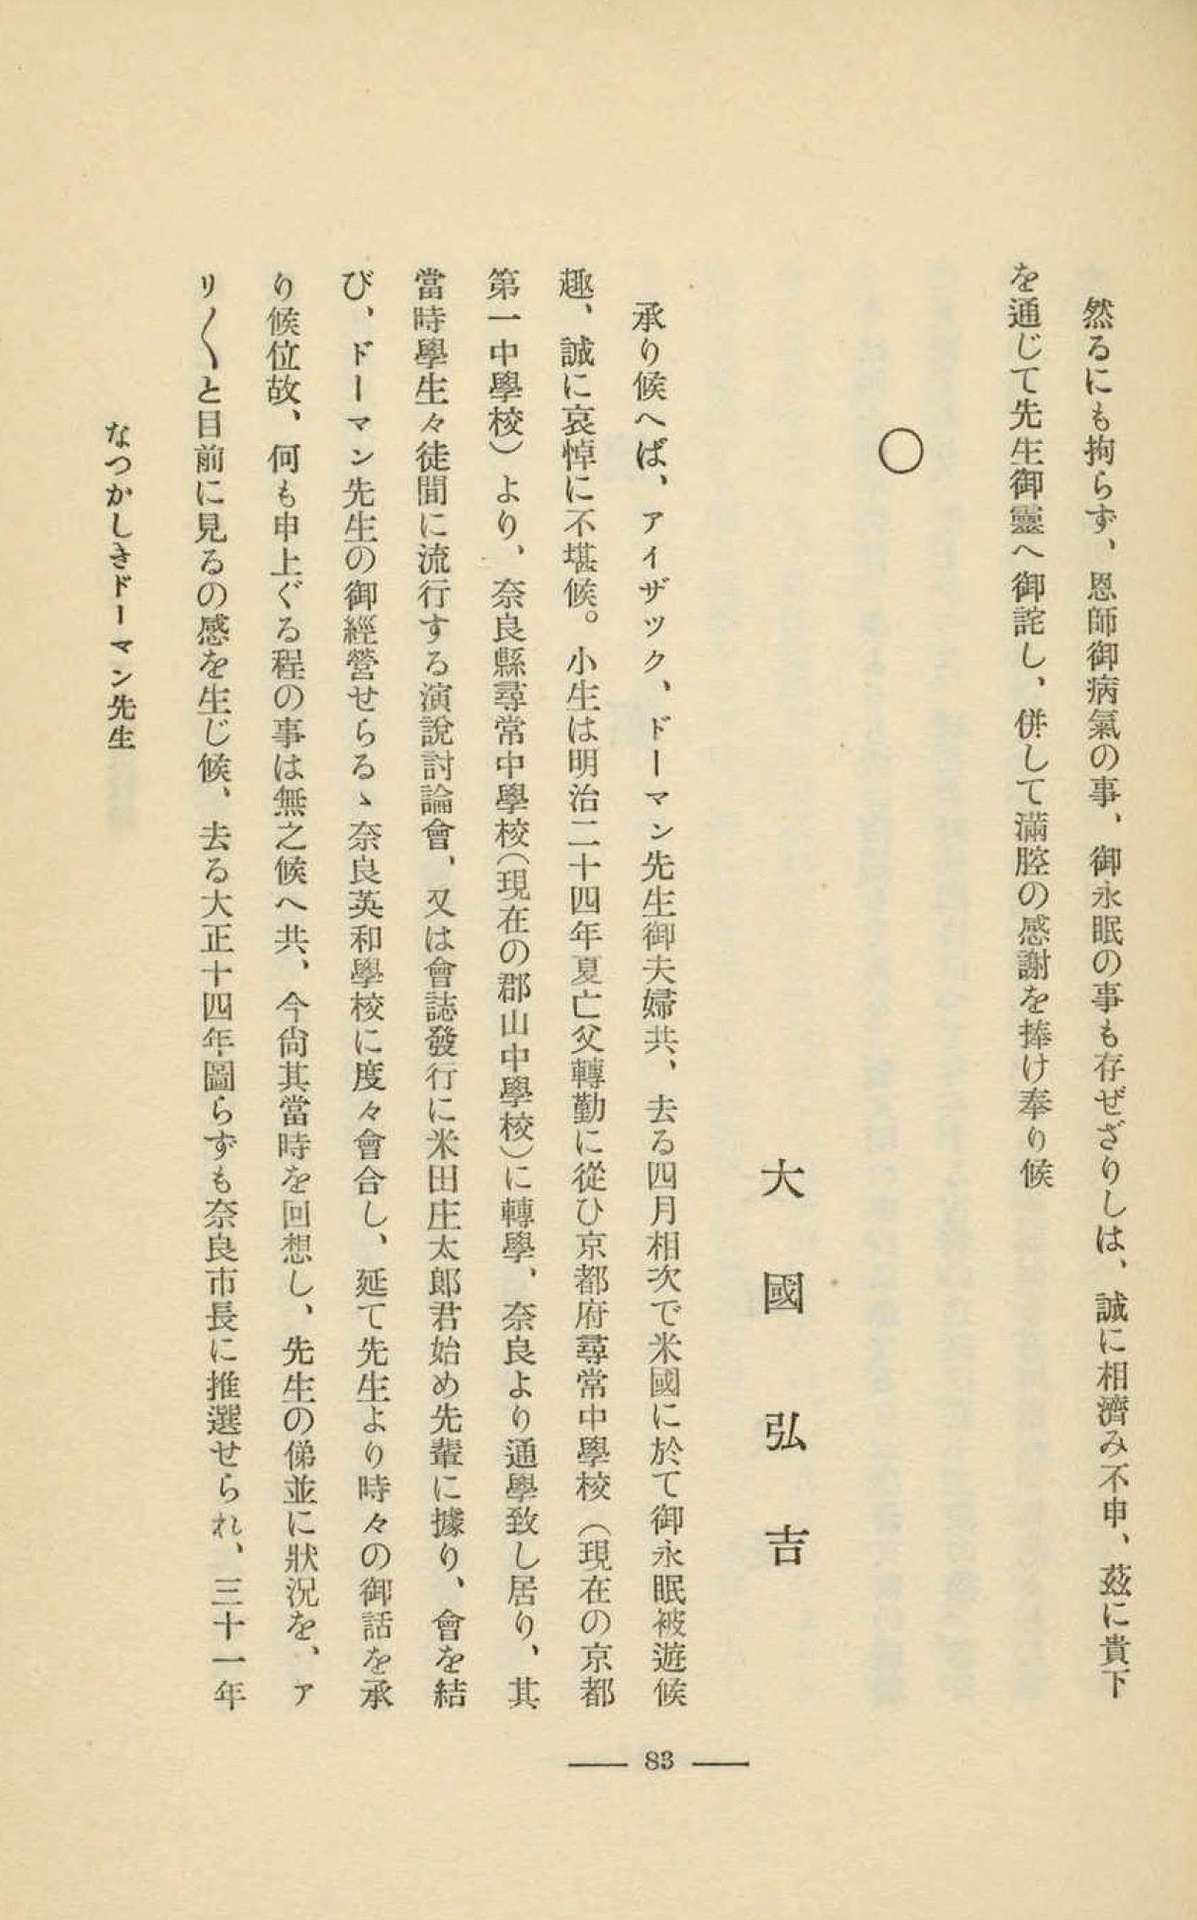 然るにも拘らず、恩師御病氣の事、御永眠の事も存ぜざりしは、誠に相濟み不申、茲に貴下
を通じて先生御靈へ御詫し、併して滿腔の感謝を捧け奉り候
〇
大國弘吉
承り候へば、アイザック、ドーマン先生御夫婦共、去る四月相次で米國に於て御永眠被遊候
趣、誠に哀悼に不堪候。小生は明治二十四年夏亡父轉勤に從ひ京都府尋常中學校（現在の京都
第一中學校）より、奈良縣尋常中學校（現在の郡山中學校）に轉學、奈良より通學致し居り、其
當時學生々徒間に流行する演說討論會、又は會誌發行に米田庄太郎君始め先輩に據り、會を結
び、ドーマン先生の御經營せらるゝ奈良英和學校に度々會合し、延て先生より時々の御話を承
り候位故、何も申上ぐる程の事は無之候へ共、今尙其當時を回想し、先生の俤並に狀況を、ア
リ〱と目前に見るの感を生じ候、去る大正十四年圖らずも奈良市長に推選せられ、三十一年
なつかしきドーマン先生
— 83 —